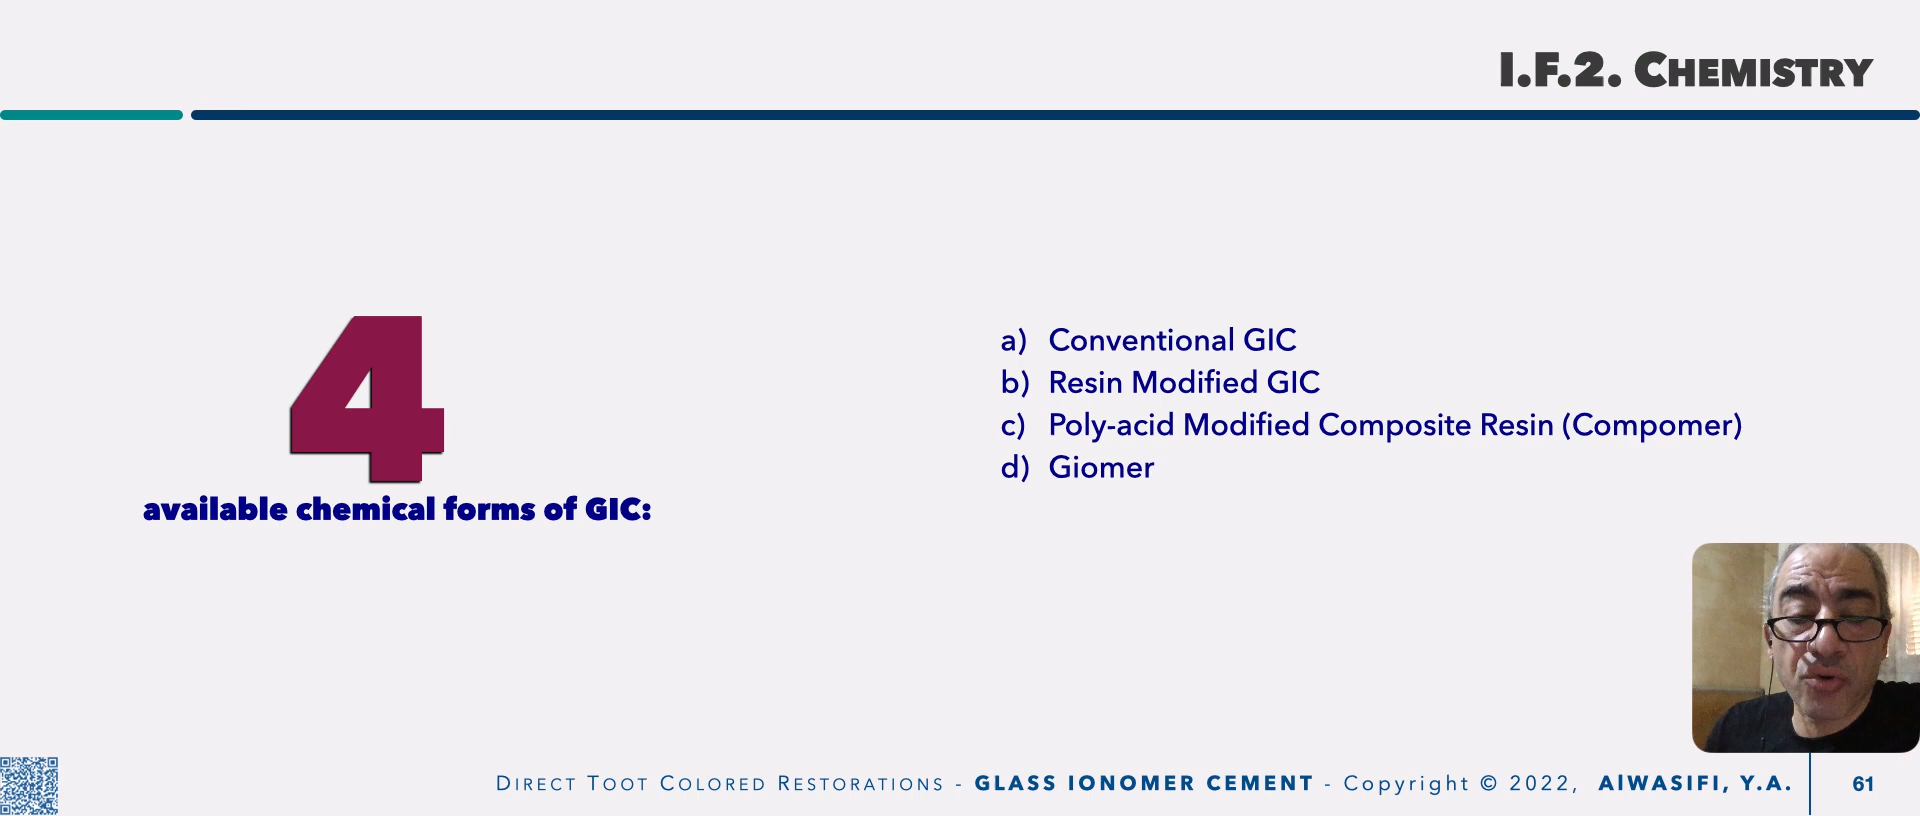 I.F.2. CHEMISTRY
4
available chemical forms of GIC:
a) Conventional GIC
b) Resin Modified GIC
c) Poly-acid Modified Composite Resin (Compomer)
d) Giomer
DIRECT TOOT COLORED RESTORATIONS - GLASS IONOMER CEMENT - Copyright © 2022, AlWASIFI, Y.A.
61